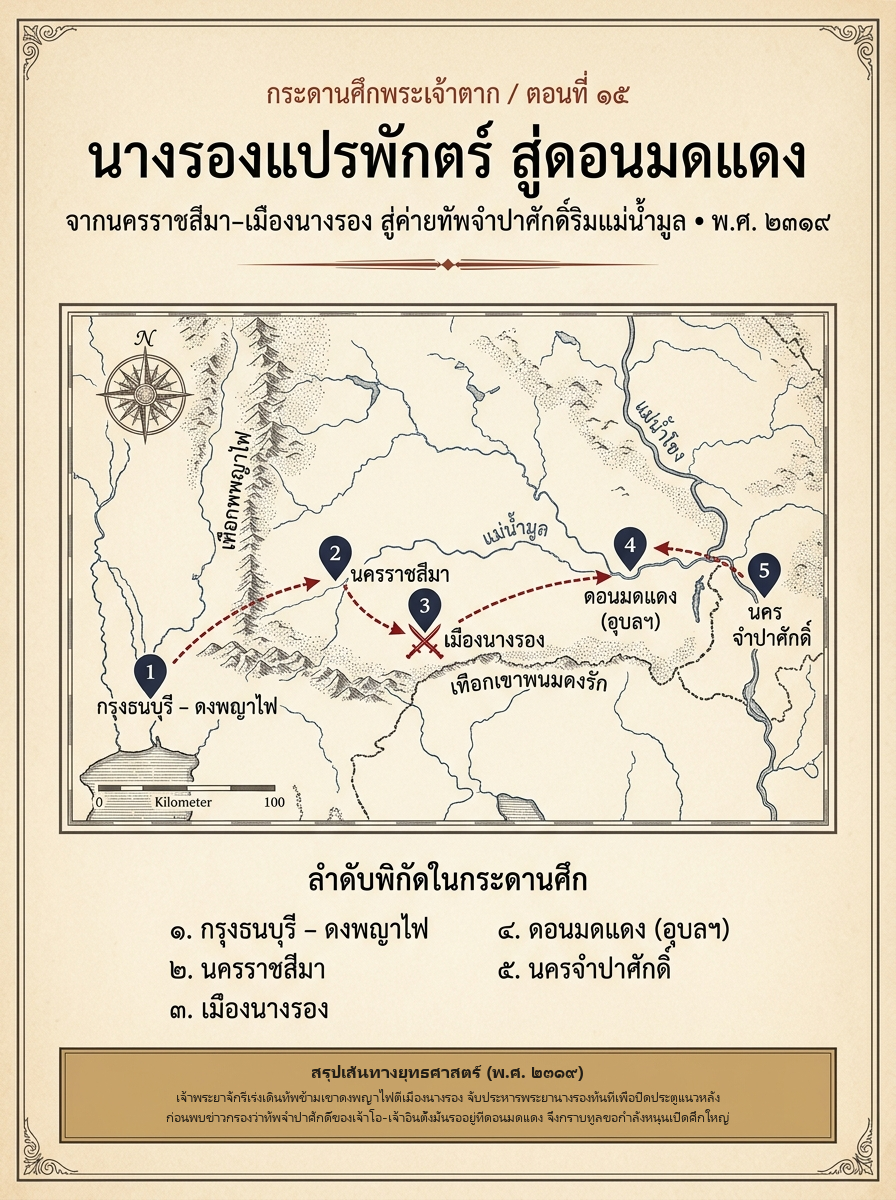 กระดานศึกพระเจ้าตาก / ตอนที่ ๑๕
นางรองแปรพักตร์ สู่ดอนมดแดง
จากนครราชสีมา–เมืองนางรอง สู่ค่ายทัพจำปาศักดิ์ริมแม่น้ำมูล • พ.ศ. ๒๓๑๙
N
แม่น้ำโขง
เทือกพพญาไฟ
แม่น้ำมูล
2
นครราชสีมา
4
ดอนมดแดง
(อุบลฯ)
5
นคร
จำปาศักดิ์
3
เมืองนางรอง
1
กรุงธนบุรี – ดงพญาไฟ
เทือกเขาพนมดงรัก
0 Kilometer 100
ลำดับพิกัดในกระดานศึก
๑. กรุงธนบุรี – ดงพญาไฟ
๒. นครราชสีมา
๓. เมืองนางรอง
๔. ดอนมดแดง (อุบลฯ)
๕. นครจำปาศักดิ์
สรุปเส้นทางยุทธศาสตร์ (พ.ศ. ๒๓๑๙)
เจ้าพระยาจักรีเร่งเดินทัพข้ามเขาดงพญาไฟตีเมืองนางรอง จับประหารพระยานางรองทันทีเพื่อปิดประตูแนวหลัง
ก่อนพบข่าวกรองว่าทัพจำปาศักดิ์ของเจ้าโอ-เจ้าอินตั้งมั่นรออยู่ที่ดอนมดแดง จึงกราบทูลขอกำลังหนุนเปิดศึกใหญ่